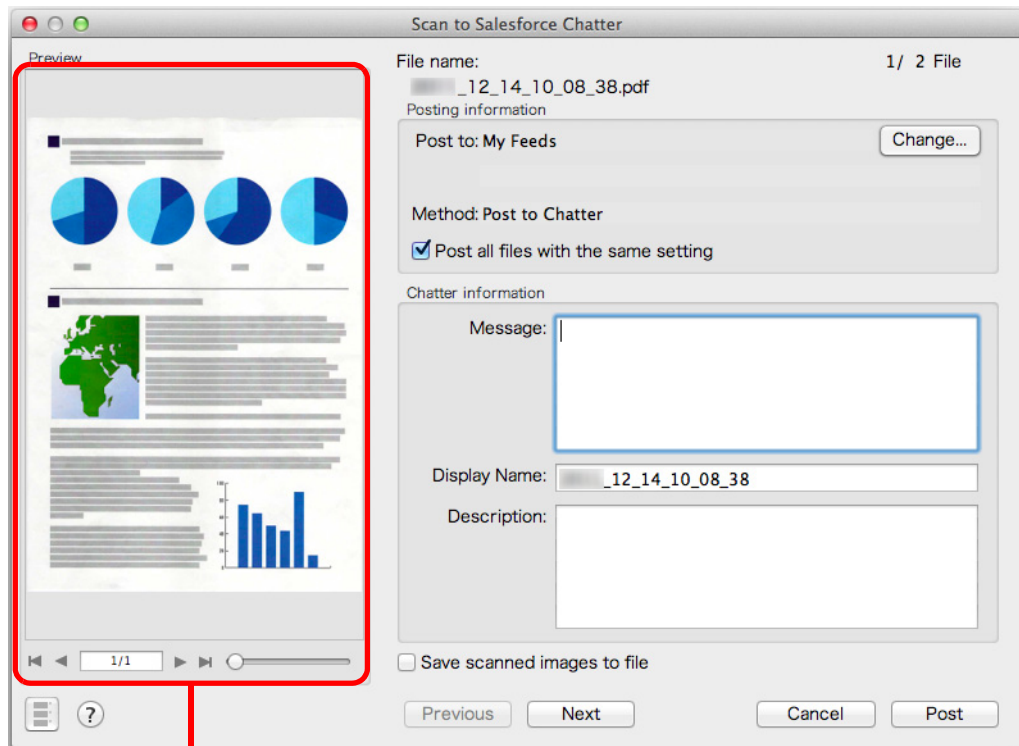 Scan to Salesforce Chatter
Preview
1/1
?
File name:
1/ 2 File
_12_14_10_08_38.pdf
Posting information
Post to: My Feeds
Change...
Method: Post to Chatter
Post all files with the same setting
Chatter information
Message:
Display Name: _12_14_10_08_38
Description:
Save scanned images to file
Previous
Next
Cancel
Post